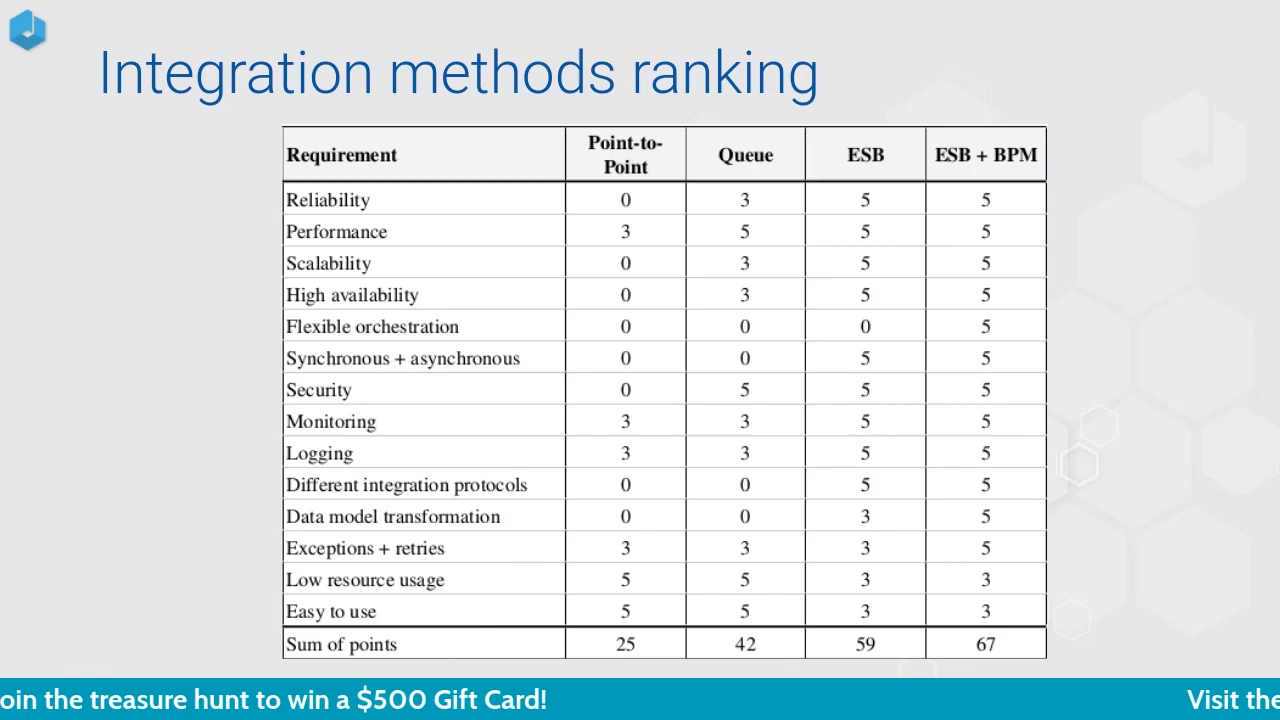 Integration methods ranking
Requirement Point-to-Point Queue ESB ESB + BPM
Reliability 0 3 5 5
Performance 3 5 5 5
Scalability 0 3 5 5
High availability 0 3 5 5
Flexible orchestration 0 0 0 5
Synchronous + asynchronous 0 0 5 5
Security 0 5 5 5
Monitoring 3 3 5 5
Logging 3 3 5 5
Different integration protocols 0 0 5 5
Data model transformation 0 0 3 5
Exceptions + retries 3 3 3 5
Low resource usage 5 5 3 3
Easy to use 5 5 3 3
Sum of points 25 42 59 67
oin the treasure hunt to win a $500 Gift Card! Visit the